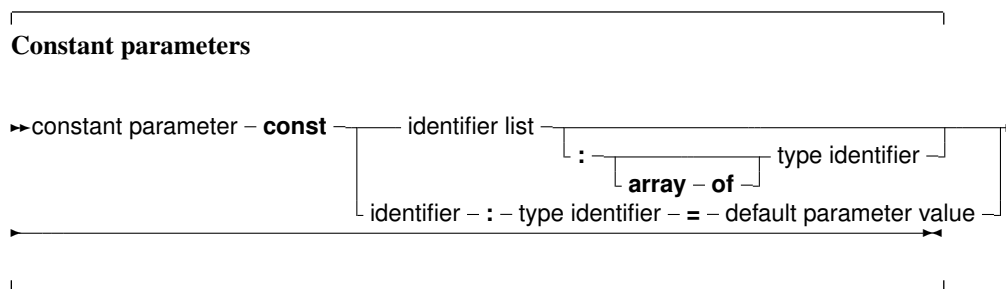 Constant parameters
constant parameter const identifier list
: type identifier
array of
identifier : type identifier = default parameter value